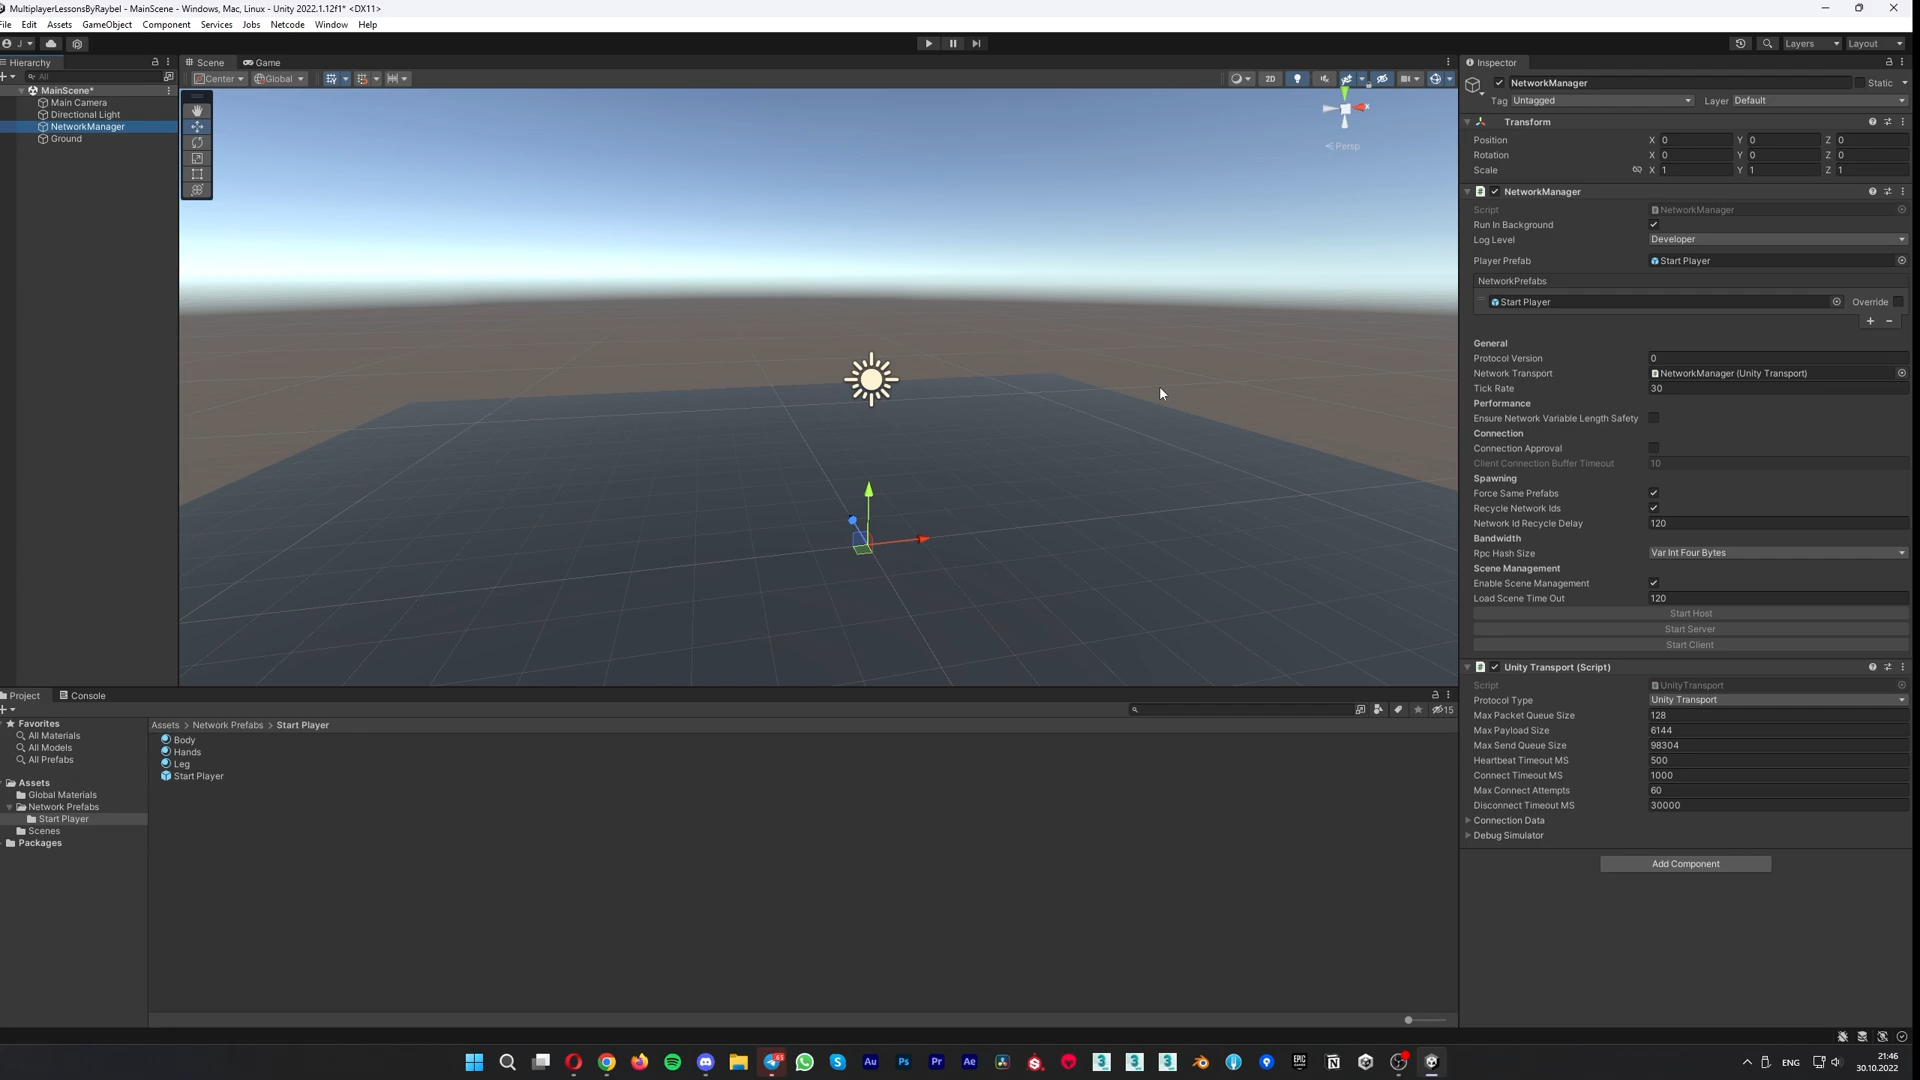 MultiplayerLessonsByRaybel - MainScene - Windows, Mac, Linux - Unity 2022.1.12f1* <DX11>
File Edit Assets GameObject Component Services Jobs Netcode Window Help
J Layers Layout
Hierarchy
All
MainScene*
Main Camera
Directional Light
NetworkManager
Ground
Scene Game
Center Global 2D
x
Persp
Inspector
NetworkManager Static
Tag Untagged Layer Default
Transform
Position X 0 Y 0 Z 0
Rotation X 0 Y 0 Z 0
Scale X 1 Y 1 Z 1
NetworkManager
Script NetworkManager
Run In Background
Log Level Developer
Player Prefab Start Player
NetworkPrefabs
Start Player Override
+ -
General
Protocol Version 0
Network Transport NetworkManager (Unity Transport)
Tick Rate 30
Performance
Ensure Network Variable Length Safety
Connection
Connection Approval
Client Connection Buffer Timeout 10
Spawning
Force Same Prefabs
Recycle Network Ids
Network Id Recycle Delay 120
Bandwidth
Rpc Hash Size Var Int Four Bytes
Scene Management
Enable Scene Management
Load Scene Time Out 120
Start Host
Start Server
Start Client
Unity Transport (Script)
Script UnityTransport
Protocol Type Unity Transport
Max Packet Queue Size 128
Max Payload Size 6144
Max Send Queue Size 98304
Heartbeat Timeout MS 500
Connect Timeout MS 1000
Max Connect Attempts 60
Disconnect Timeout MS 30000
Connection Data
Debug Simulator
Add Component
Project Console
15
Favorites
All Materials
All Models
All Prefabs
Assets
Global Materials
Network Prefabs
Start Player
Scenes
Packages
Assets > Network Prefabs > Start Player
Body
Hands
Leg
Start Player
Au Ps Pr Ae 3 3 3 EPIC N
ENG
21:46
30.10.2022